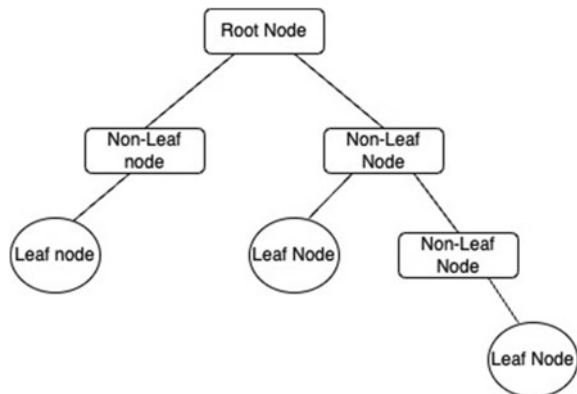 Root Node
Non-Leaf
node
Non-Leaf
Node
Leaf node
Leaf Node
Non-Leaf
Node
Leaf Node